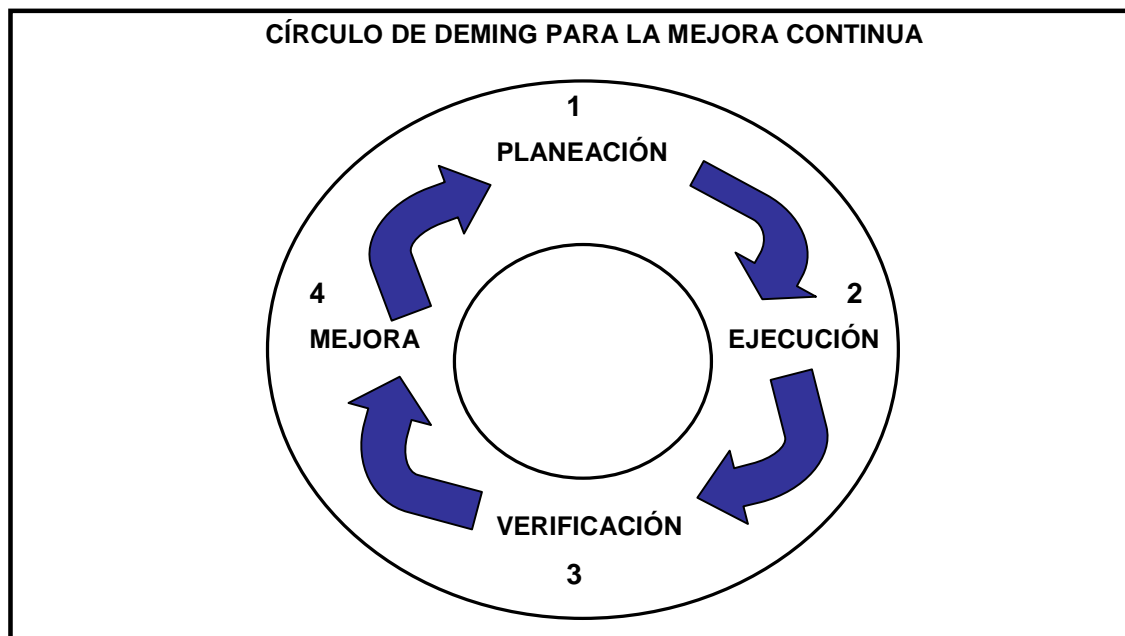 CÍRCULO DE DEMING PARA LA MEJORA CONTINUA
1
PLANEACIÓN
2
EJECUCIÓN
VERIFICACIÓN
3
4
MEJORA